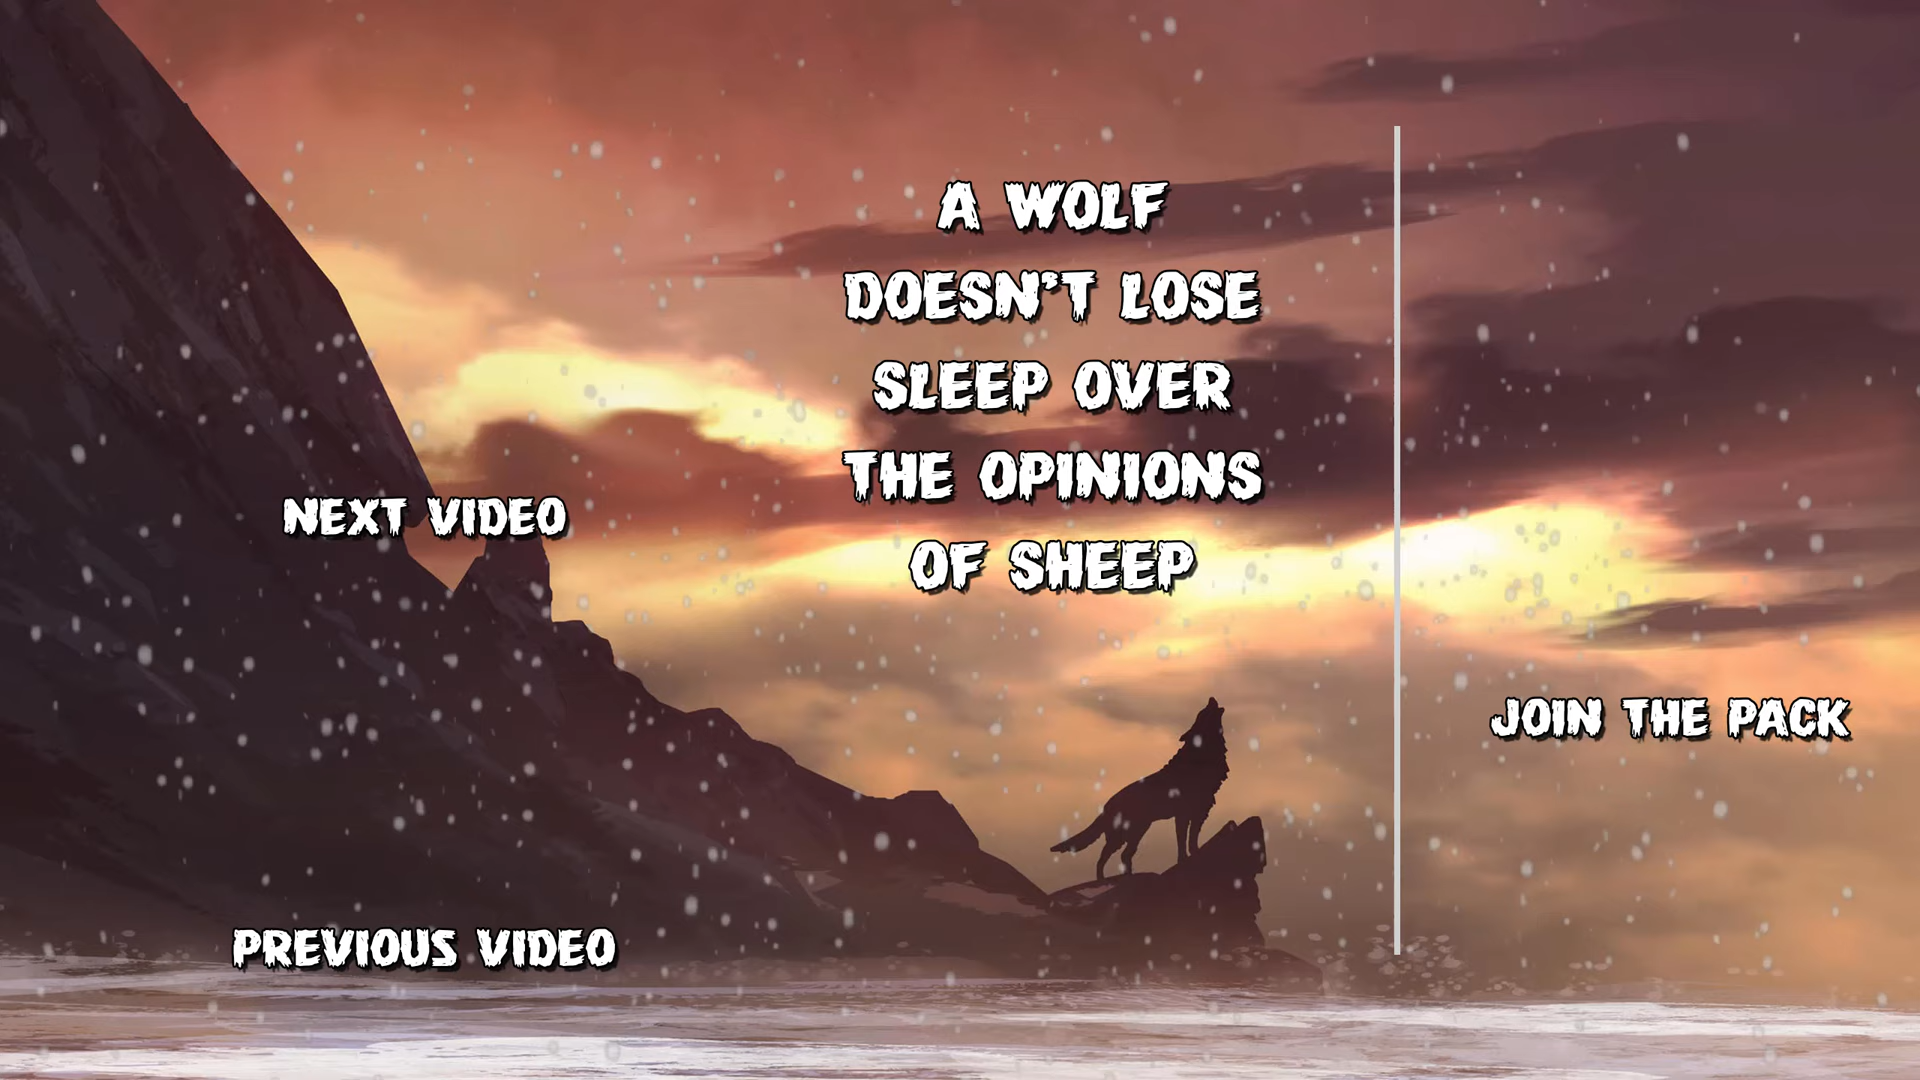 A WOLF
DOESN'T LOSE
SLEEP OVER
THE OPINIONS
OF SHEEP
NEXT VIDEO
PREVIOUS VIDEO
JOIN THE PACK